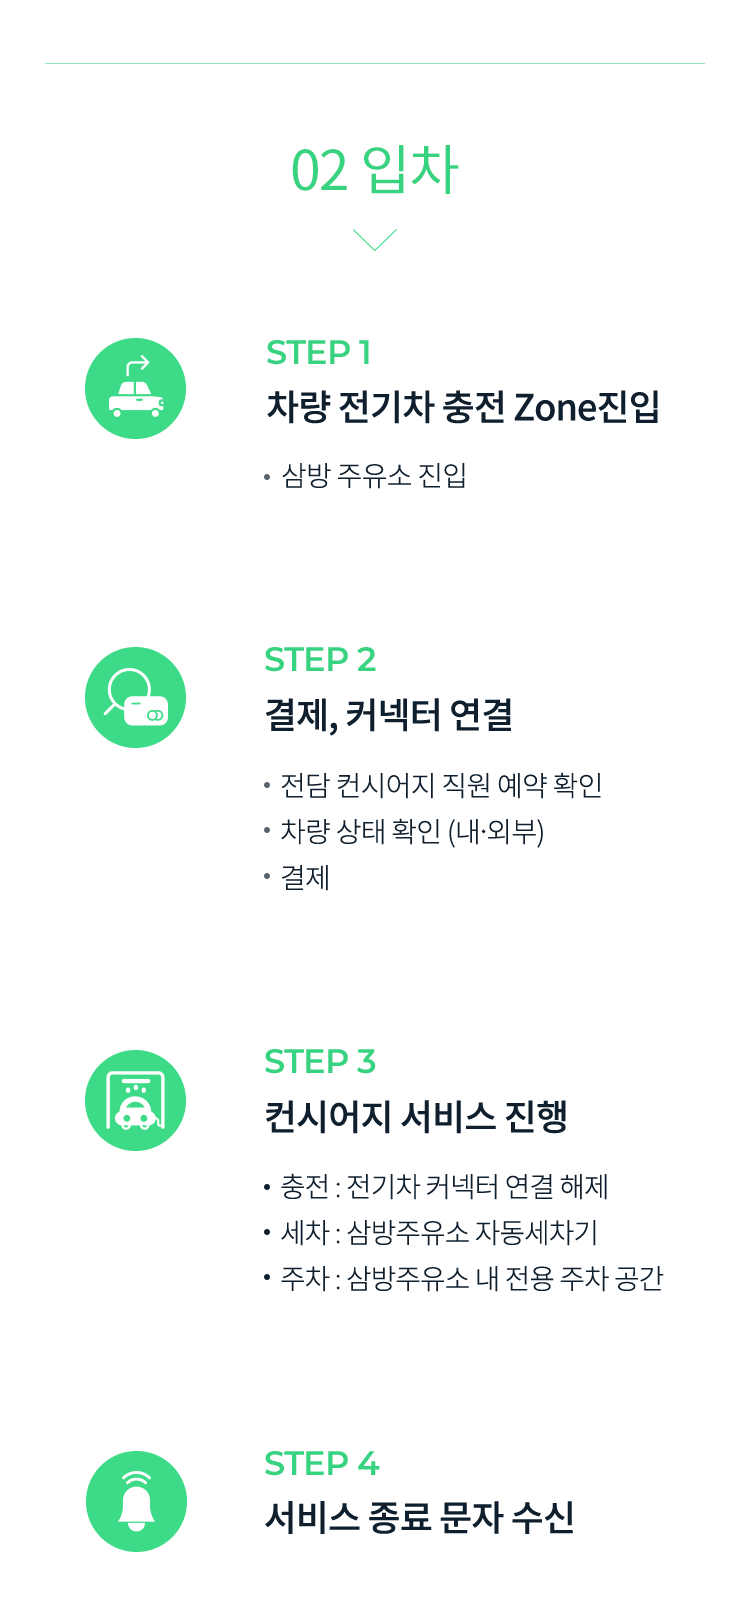 02 입차
STEP 1
차량 전기차 충전 Zone진입
• 삼방 주유소 진입
STEP 2
결제, 커넥터 연결
• 전담 컨시어지 직원 예약 확인
• 차량 상태 확인 (내·외부)
• 결제
STEP 3
컨시어지 서비스 진행
• 충전 : 전기차 커넥터 연결 해제
• 세차 : 삼방주유소 자동세차기
• 주차 : 삼방주유소 내 전용 주차 공간
STEP 4
서비스 종료 문자 수신